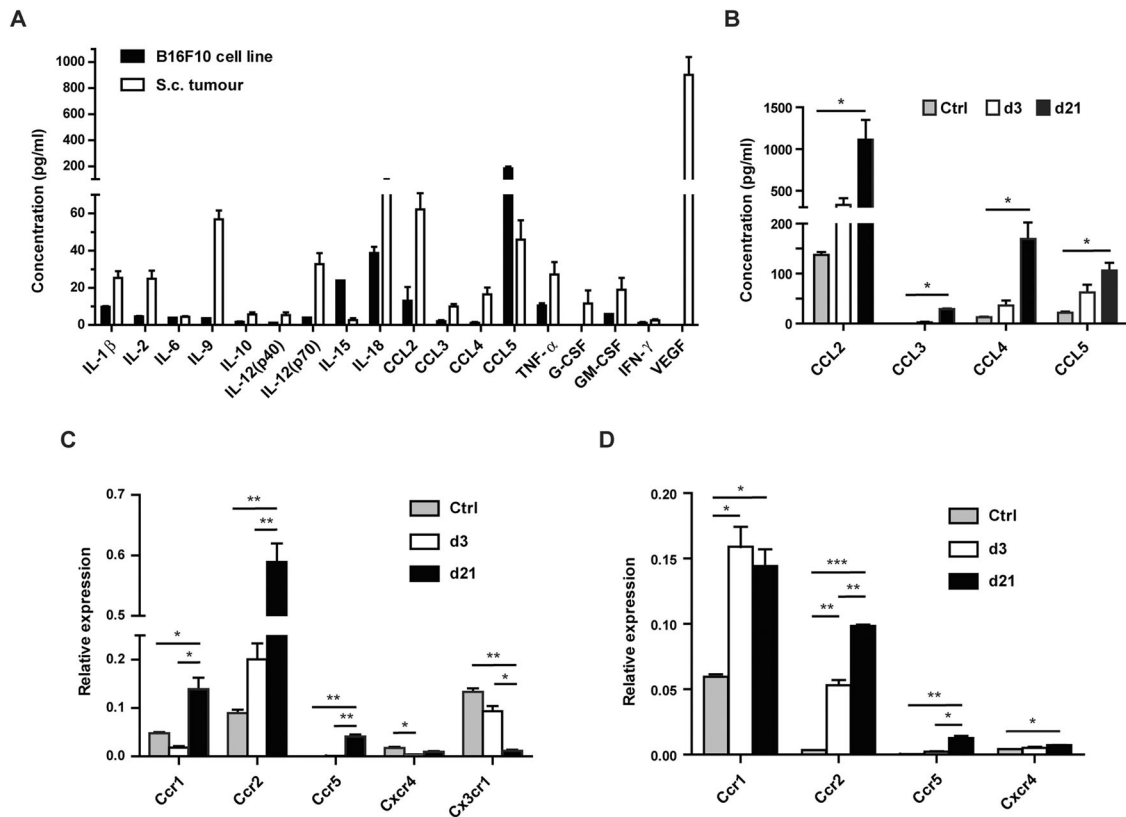 A
B16F10 cell line
S.c. tumour
Concentration (pg/ml)
1000
800
600
400
200
60
40
20
0
IL-1β
IL-2
IL-6
IL-9
IL-10
IL-12(p40)
IL-12(p70)
IL-15
IL-18
CCL2
CCL3
CCL4
CCL5
TNF-α
G-CSF
GM-CSF
IFN-γ
VEGF
B
Ctrl d3 d21
Concentration (pg/ml)
1500
1000
500
200
100
0
*
*
*
*
CCL2
CCL3
CCL4
CCL5
C
Ctrl
d3
d21
Relative expression
0.7
0.6
0.5
0.2
0.1
0.0
*
*
**
**
**
**
*
**
*
Ccr1
Ccr2
Ccr5
Cxcr4
Cx3cr1
D
Ctrl
d3
d21
Relative expression
0.20
0.15
0.10
0.05
0.00
*
*
***
**
**
**
*
*
Ccr1
Ccr2
Ccr5
Cxcr4